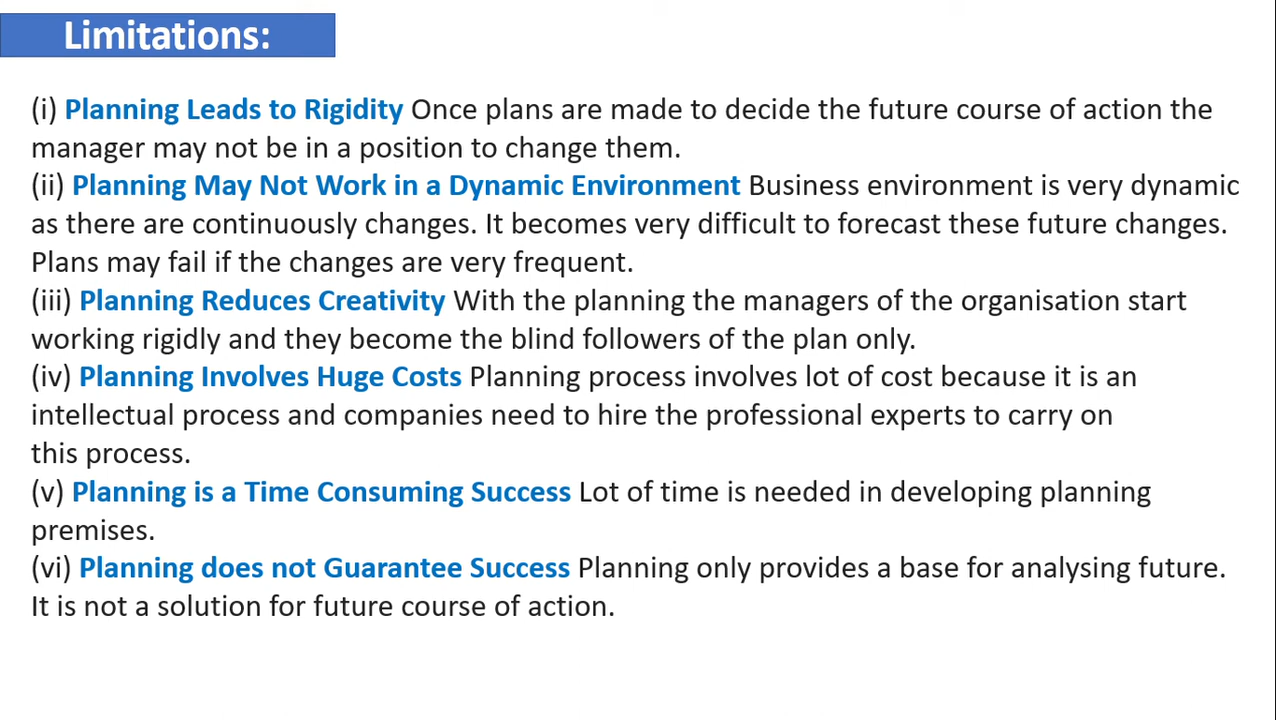 Limitations:
(i) Planning Leads to Rigidity Once plans are made to decide the future course of action the
manager may not be in a position to change them.
(ii) Planning May Not Work in a Dynamic Environment Business environment is very dynamic
as there are continuously changes. It becomes very difficult to forecast these future changes.
Plans may fail if the changes are very frequent.
(iii) Planning Reduces Creativity With the planning the managers of the organisation start
working rigidly and they become the blind followers of the plan only.
(iv) Planning Involves Huge Costs Planning process involves lot of cost because it is an
intellectual process and companies need to hire the professional experts to carry on
this process.
(v) Planning is a Time Consuming Success Lot of time is needed in developing planning
premises.
(vi) Planning does not Guarantee Success Planning only provides a base for analysing future.
It is not a solution for future course of action.